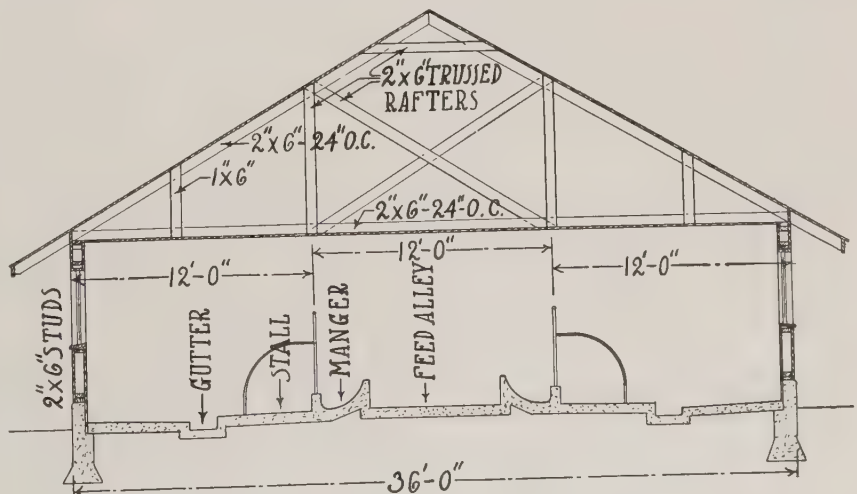 2"x6" TRUSSED
RAFTERS
2"x6"-24"O.C.
1"x6"
2"x6"-24"-O.C.
12'-0"
12'-0"
12'-0"
2"x6" STUDS
GUTTER
STALL
MANGER
FEED ALLEY
36'-0"